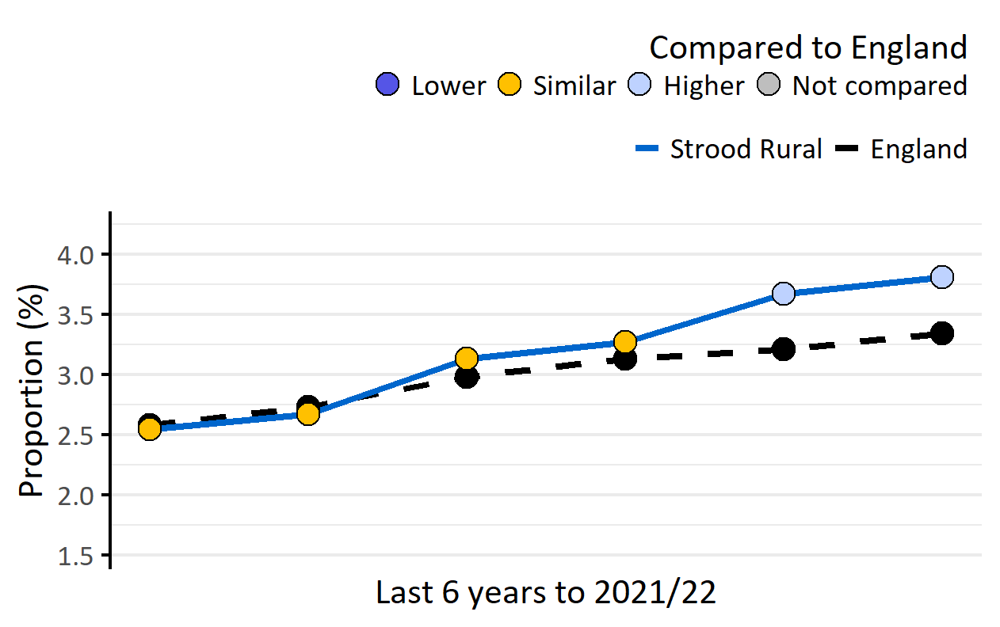 Compared to England
Lower Similar Higher Not compared
Strood Rural England
Proportion (%)
4.0
3.5
3.0
2.5
2.0
1.5
Last 6 years to 2021/22